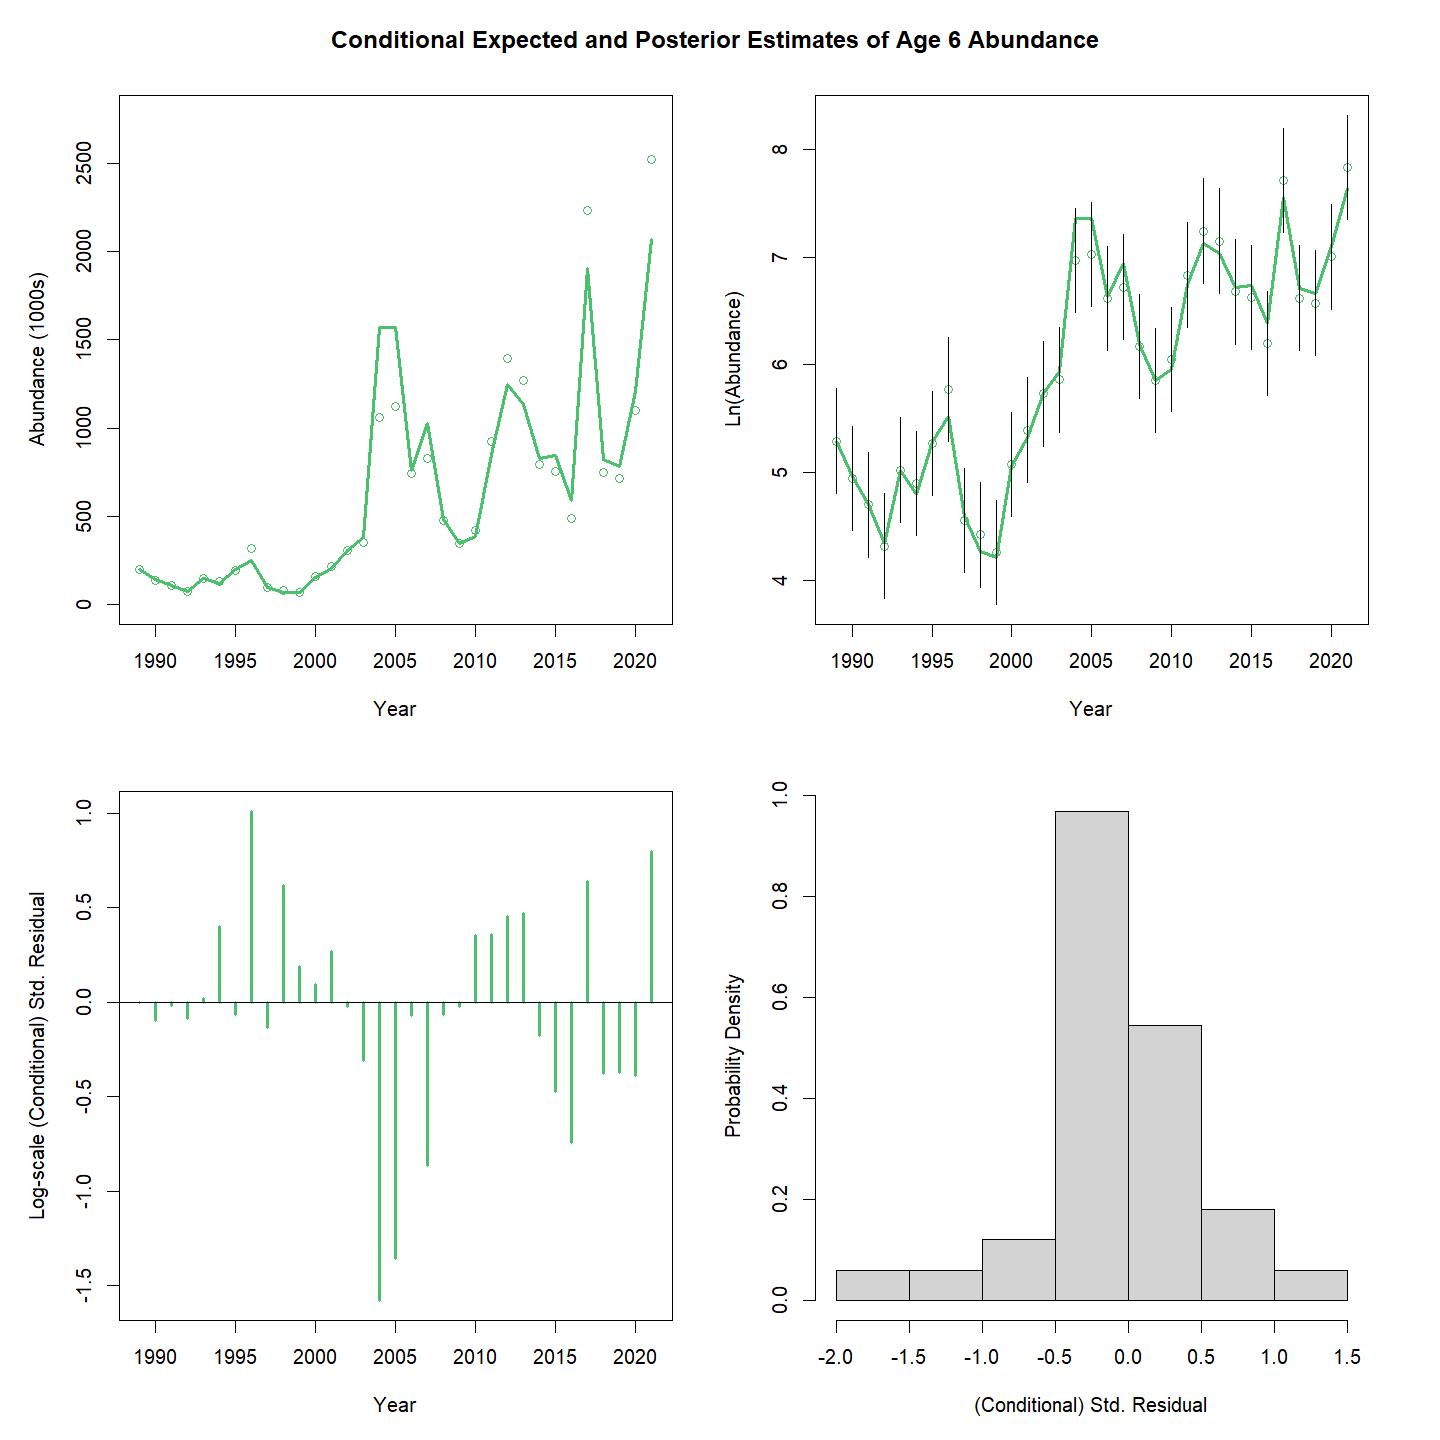 Conditional Expected and Posterior Estimates of Age 6 Abundance
Abundance (1000s)
2500
2000
1500
1000
500
0
1990 1995 2000 2005 2010 2015 2020
Year
Ln(Abundance)
8
7
6
5
4
1990 1995 2000 2005 2010 2015 2020
Year
Log-scale (Conditional) Std. Residual
1.0
0.5
0.0
-0.5
-1.0
-1.5
1990 1995 2000 2005 2010 2015 2020
Year
Probability Density
1.0
0.8
0.6
0.4
0.2
0.0
-2.0 -1.5 -1.0 -0.5 0.0 0.5 1.0 1.5
(Conditional) Std. Residual